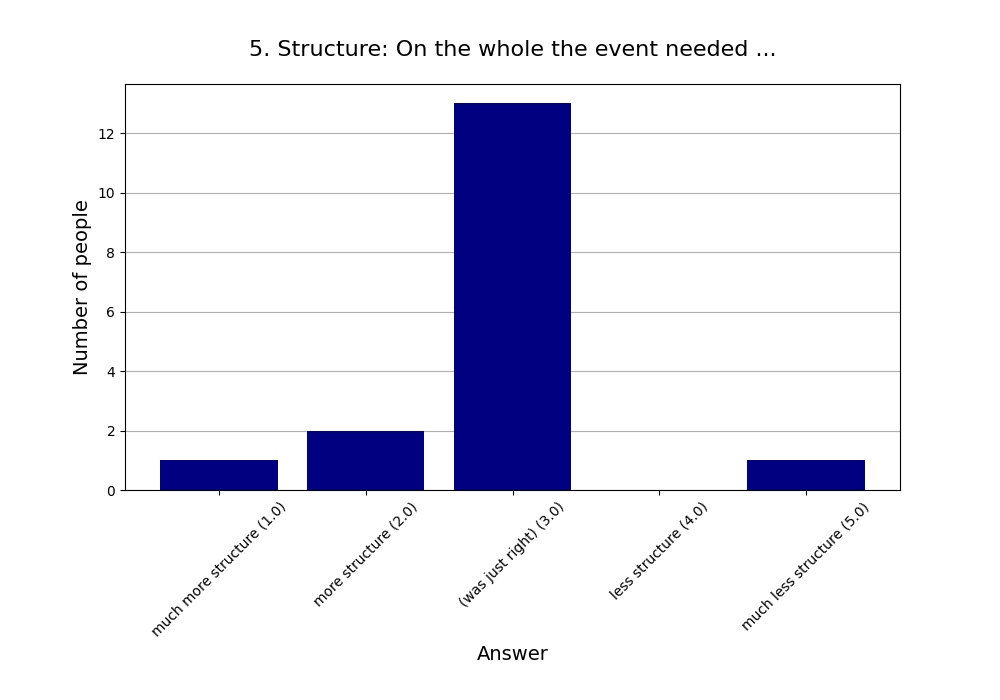 5. Structure: On the whole the event needed ...
Number of people
12
10
8
6
4
2
0
much more structure (1.0)
more structure (2.0)
(was just right) (3.0)
less structure (4.0)
much less structure (5.0)
Answer